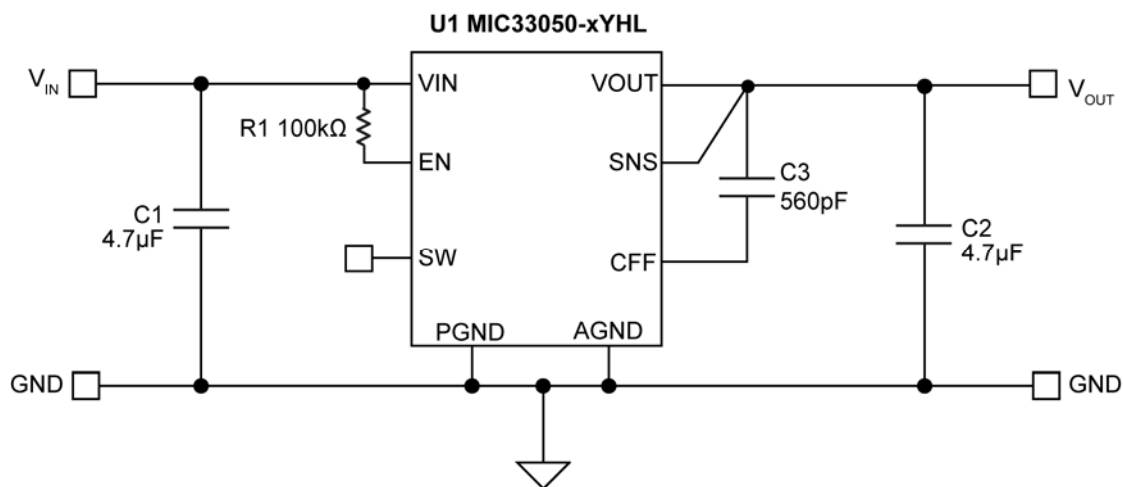 U1 MIC33050-xYHL
VIN
VIN
VOUT
VOUT
R1 100kΩ
EN
SNS
C3
560pF
C1
4.7µF
C2
4.7µF
SW
CFF
PGND
AGND
GND
GND